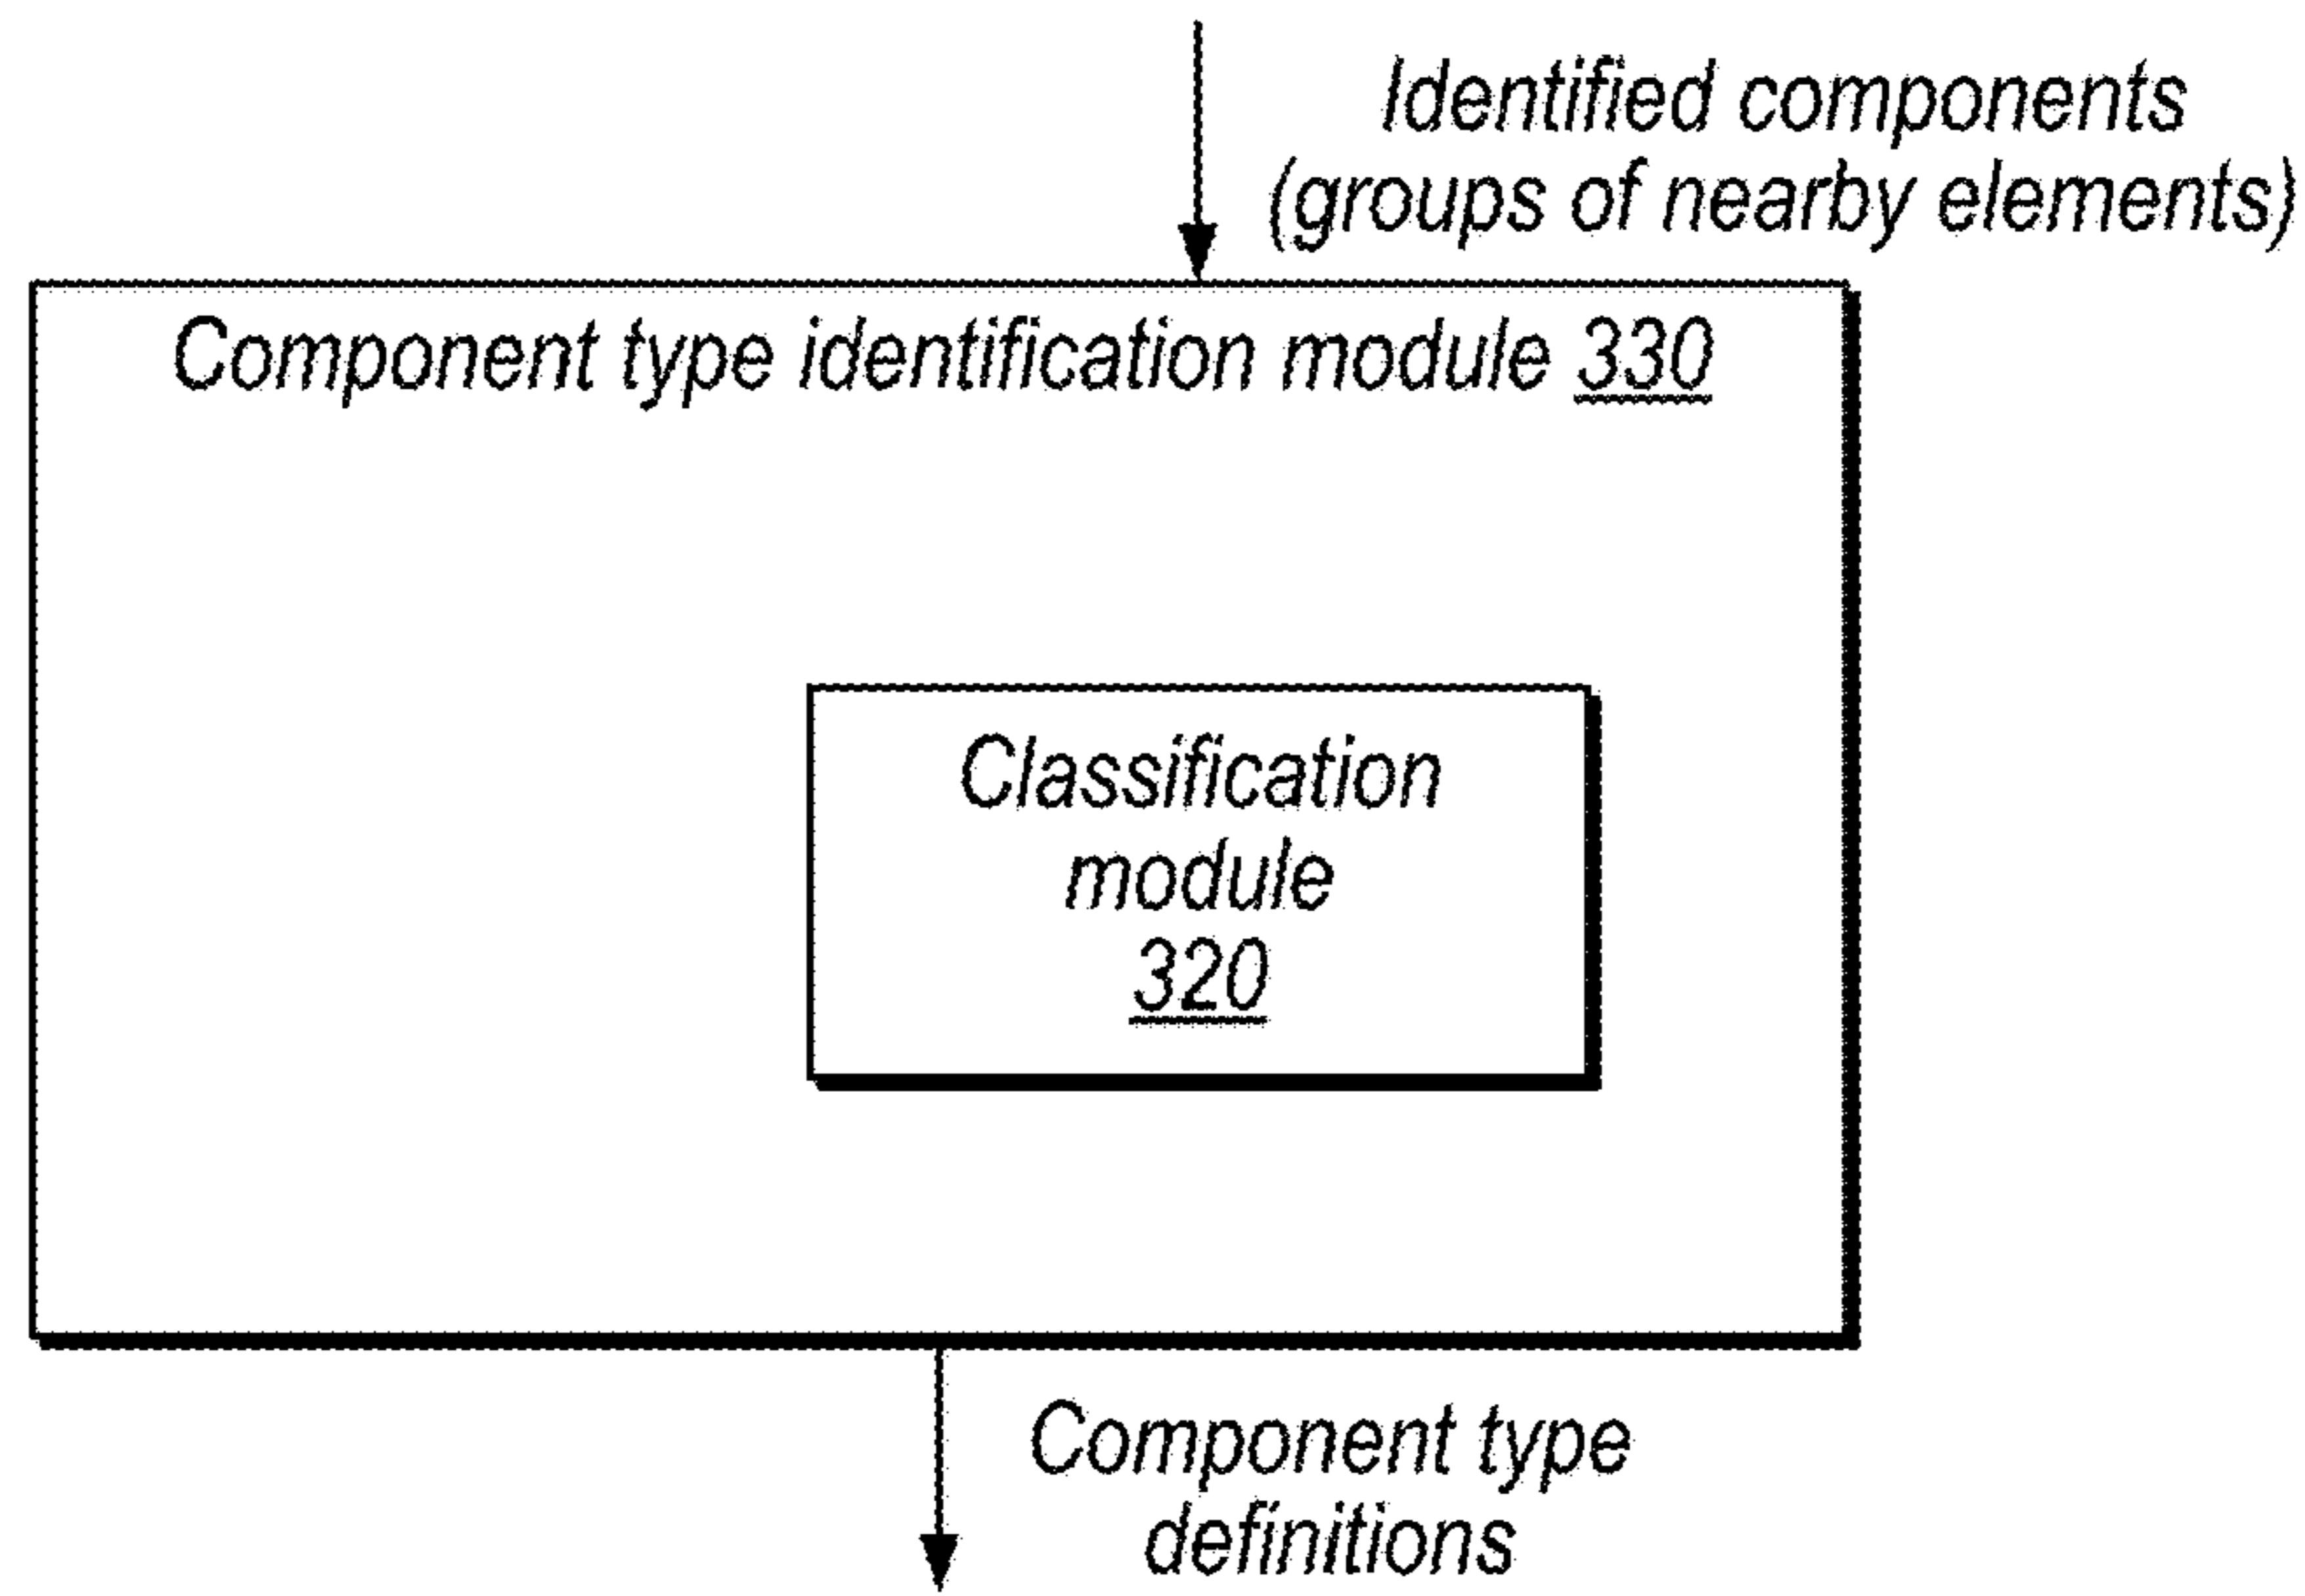 Identified components
(groups of nearby elements)
Component type identification module 330
Classification
module
320
Component type
definitions